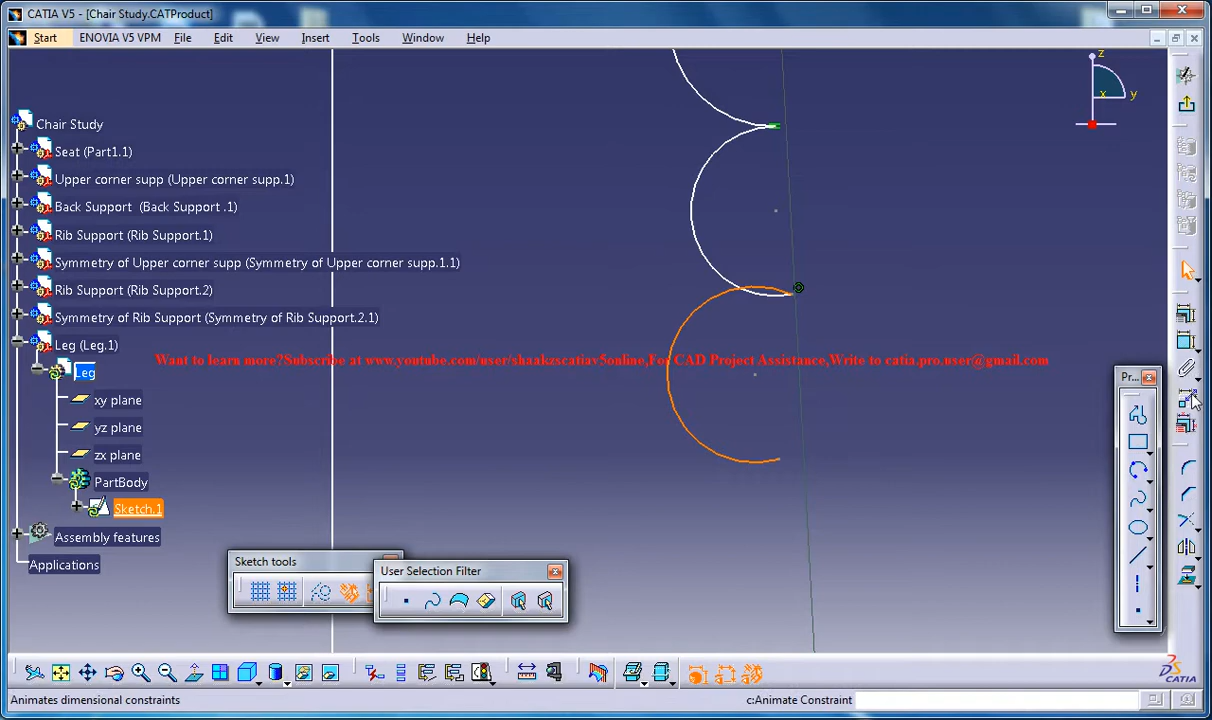 CATIA V5 - [Chair Study.CATProduct]
Start ENOVIA V5 VPM File Edit View Insert Tools Window Help
z
x y
Chair Study
Seat (Part1.1)
Upper corner supp (Upper corner supp.1)
Back Support (Back Support .1)
Rib Support (Rib Support.1)
Symmetry of Upper corner supp (Symmetry of Upper corner supp.1.1)
Rib Support (Rib Support.2)
Symmetry of Rib Support (Symmetry of Rib Support.2.1)
Leg (Leg.1)
Want to learn more?Subscribe at www.youtube.com/user/shaakzscatiav5online,For CAD Project Assistance,Write to catia.pro.user@gmail.com
Leg
Pr...
xy plane
yz plane
zx plane
PartBody
Sketch.1
Assembly features
Applications
Sketch tools
User Selection Filter
CATIA
Animates dimensional constraints c:Animate Constraint